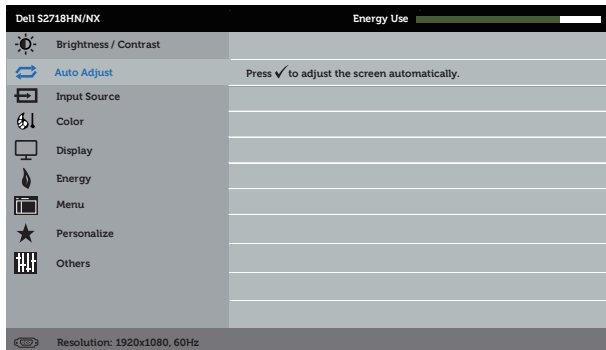 Dell S2718HN/NX Energy Use
Brightness / Contrast
Auto Adjust Press ✓ to adjust the screen automatically.
Input Source
Color
Display
Energy
Menu
Personalize
Others
Resolution: 1920x1080, 60Hz